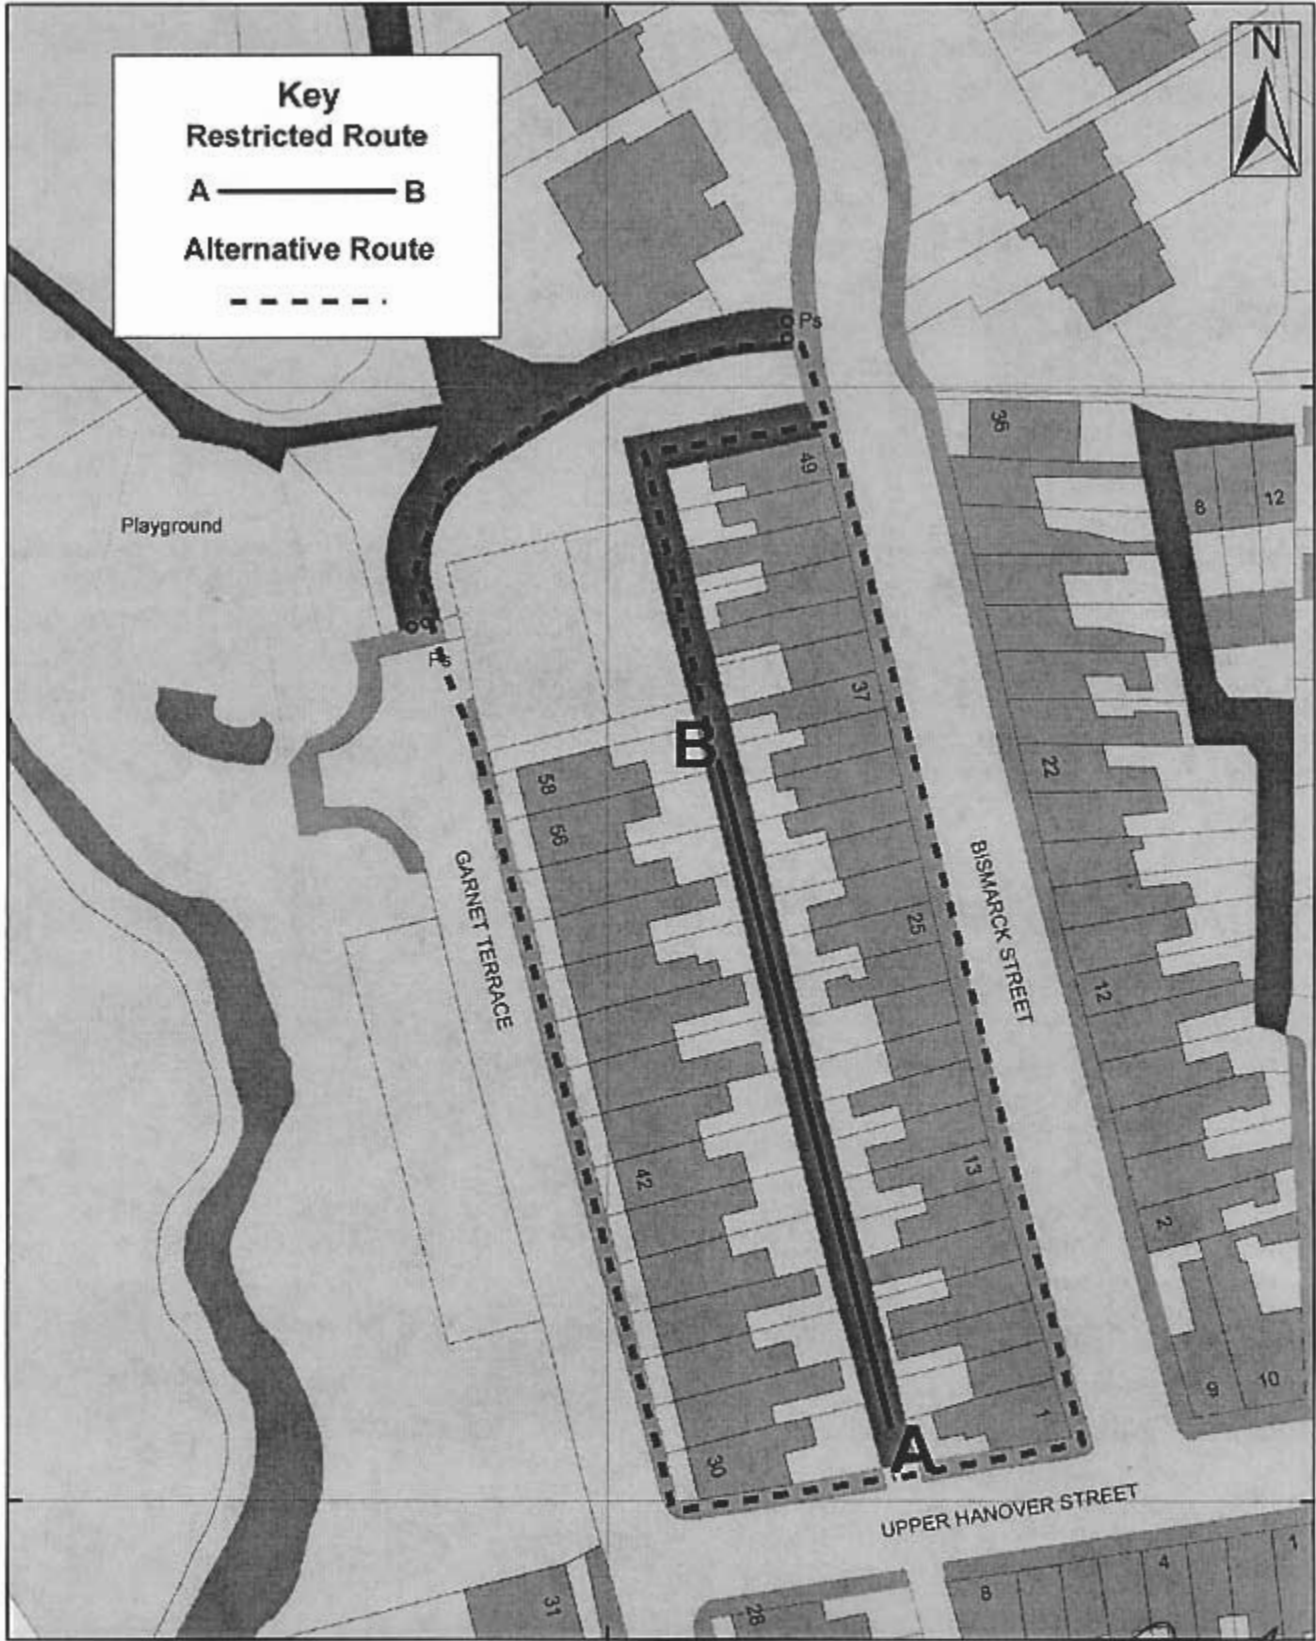 Key
Restricted Route
A B
Alternative Route
N
Ps
36
49
8
12
Playground
Ps
37
B
58
22
56
GARNET TERRACE
BISMARCK STREET
25
12
42
13
2
9
10
1
A
30
UPPER HANOVER STREET
31
28
8
4
1